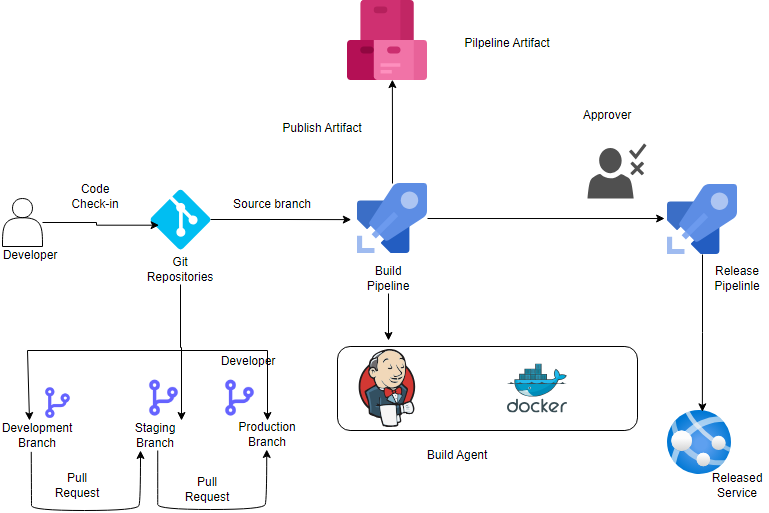 Pilpeline Artifact
Publish Artifact
Approver
Code
Check-in
Source branch
Developer
Git
Repositories
Build
Pipeline
Release
Pipelinle
Developer
docker
Development
Branch
Staging
Branch
Production
Branch
Build Agent
Pull
Request
Pull
Request
Released
Service